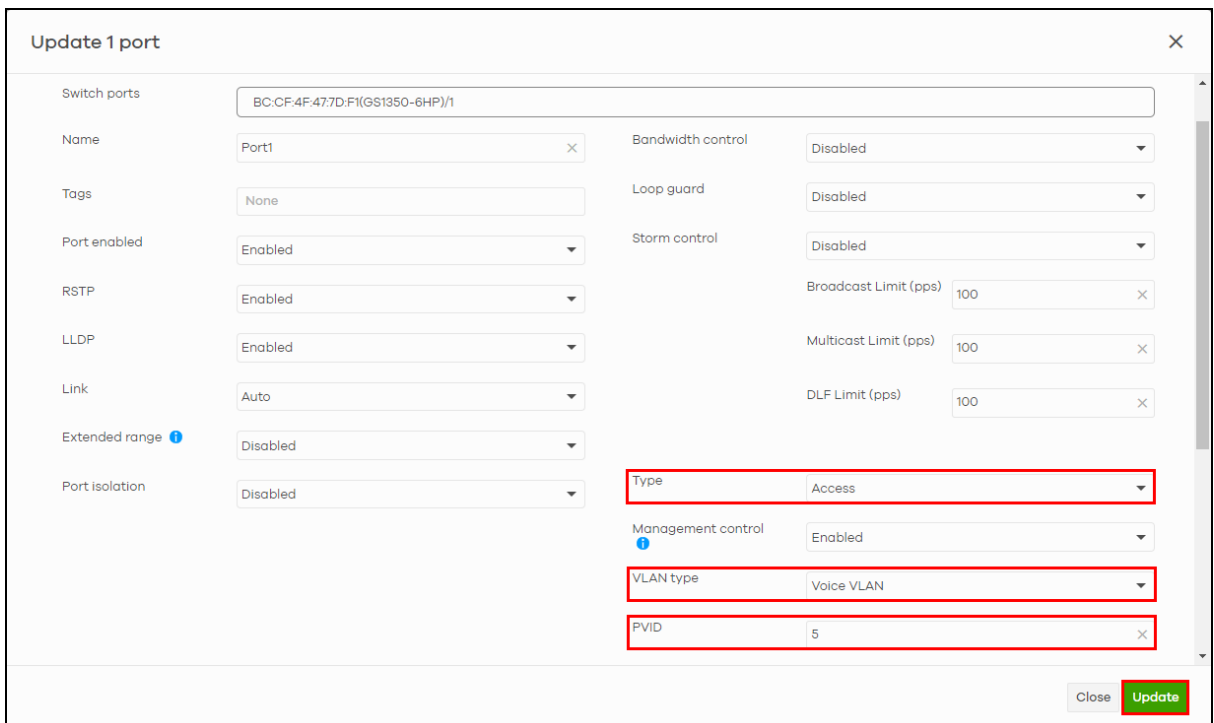 Update 1 port
Switch ports
BC:CF:4F:47:7D:F1(GS1350-6HP)/1
Name
Port1
Bandwidth control
Disabled
Tags
None
Loop guard
Disabled
Port enabled
Enabled
Storm control
Disabled
RSTP
Enabled
Broadcast Limit (pps)
100
LLDP
Enabled
Multicast Limit (pps)
100
Link
Auto
DLF Limit (pps)
100
Extended range
Disabled
Port isolation
Disabled
Type
Access
Management control
Enabled
VLAN type
Voice VLAN
PVID
5
Close
Update